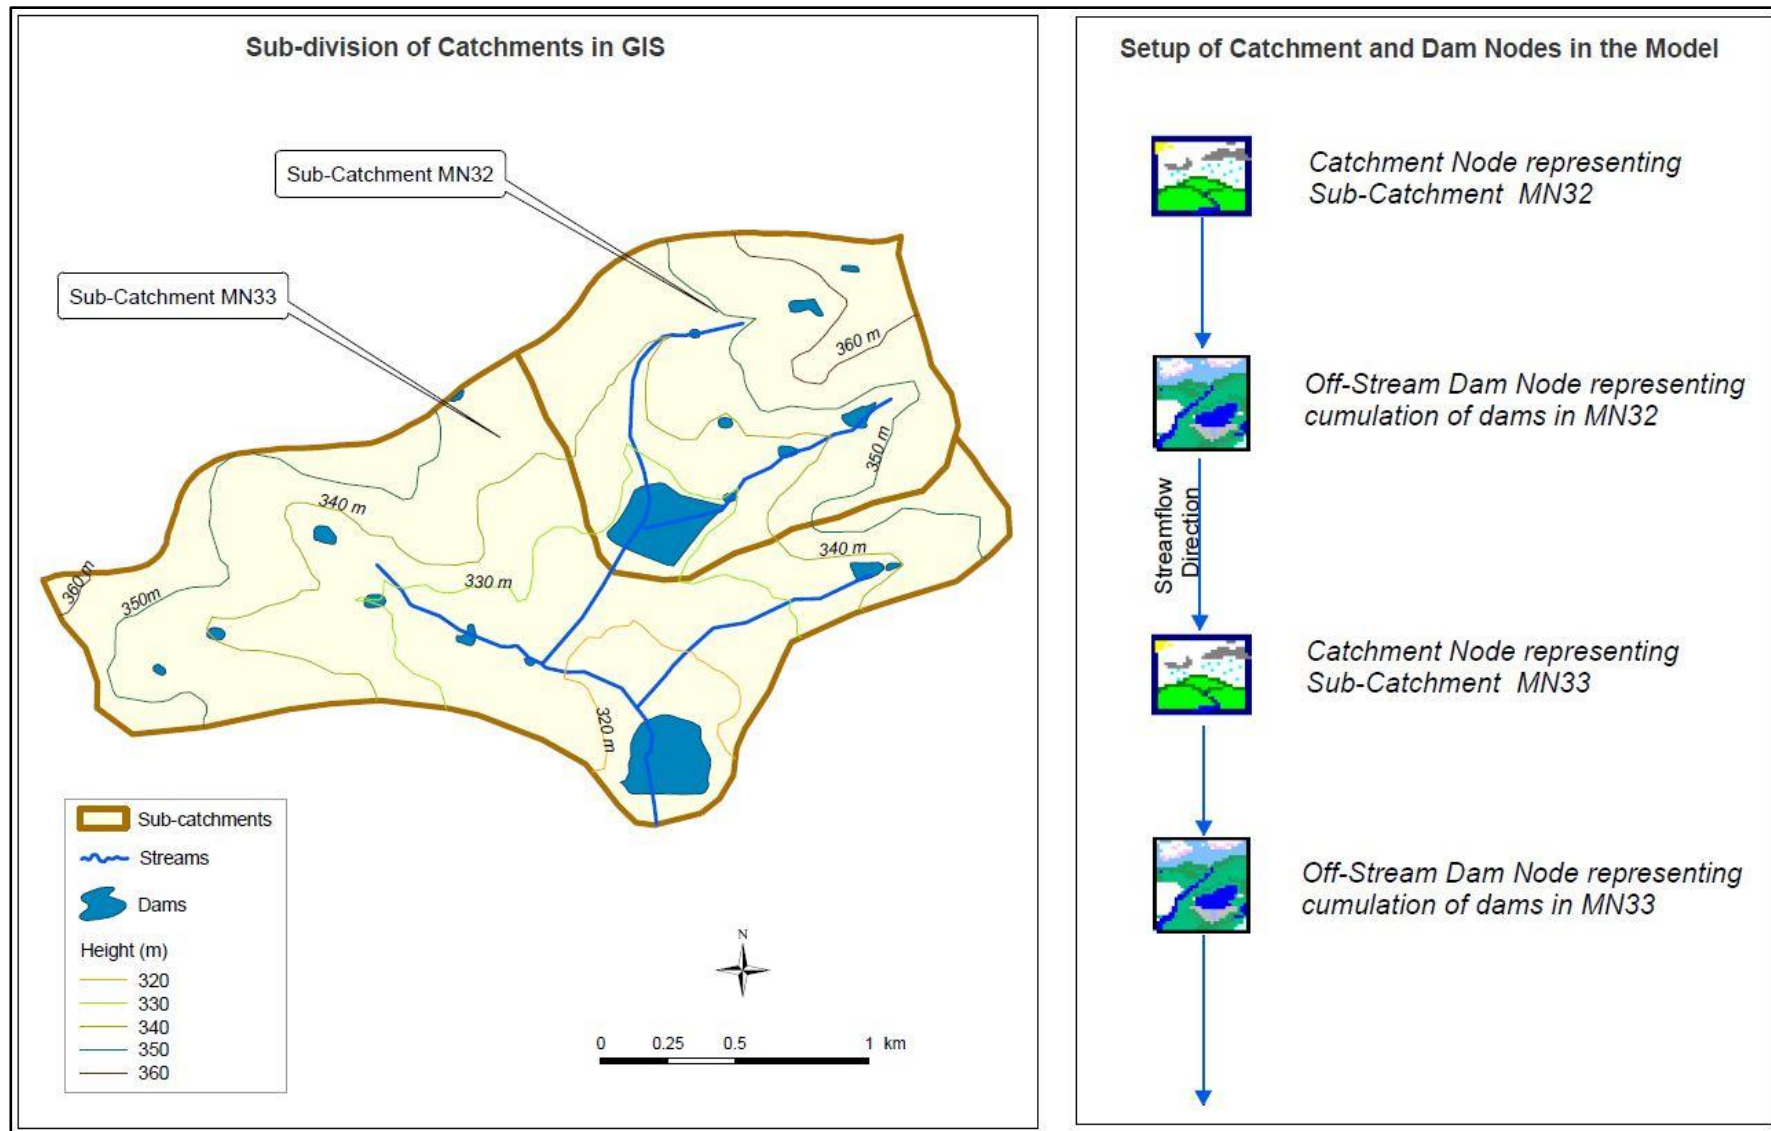 Sub-division of Catchments in GIS
Sub-Catchment MN32
Sub-Catchment MN33
360 m
350 m
340 m
340 m
330 m
360 m
350m
320 m
Sub-catchments
Streams
Dams
Height (m)
320
330
340
350
360
N
0 0.25 0.5 1 km
Setup of Catchment and Dam Nodes in the Model
Catchment Node representing
Sub-Catchment MN32
Off-Stream Dam Node representing
cumulation of dams in MN32
Streamflow
Direction
Catchment Node representing
Sub-Catchment MN33
Off-Stream Dam Node representing
cumulation of dams in MN33